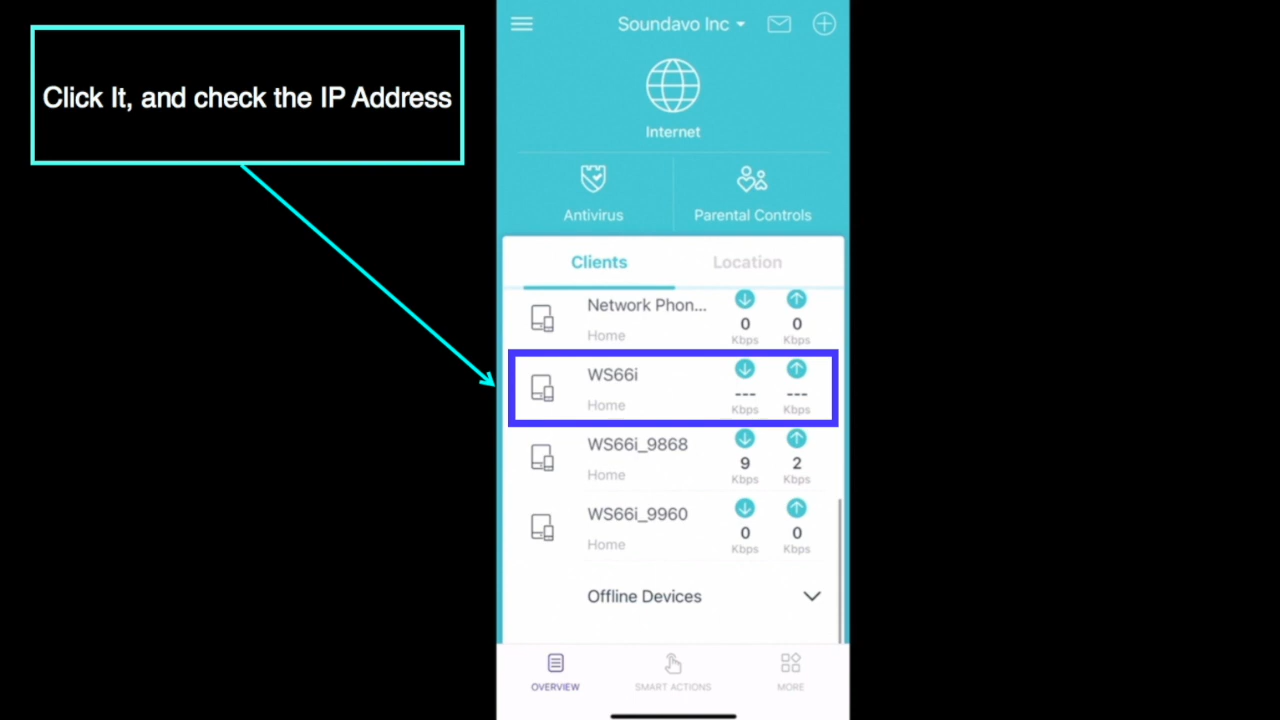 Click It, and check the IP Address
Soundavo Inc
Internet
Antivirus
Parental Controls
Clients
Location
Network Phon...
Home
0
Kbps
0
Kbps
WS66i
Home
---
Kbps
---
Kbps
WS66i_9868
Home
9
Kbps
2
Kbps
WS66i_9960
Home
0
Kbps
0
Kbps
Offline Devices
OVERVIEW
SMART ACTIONS
MORE